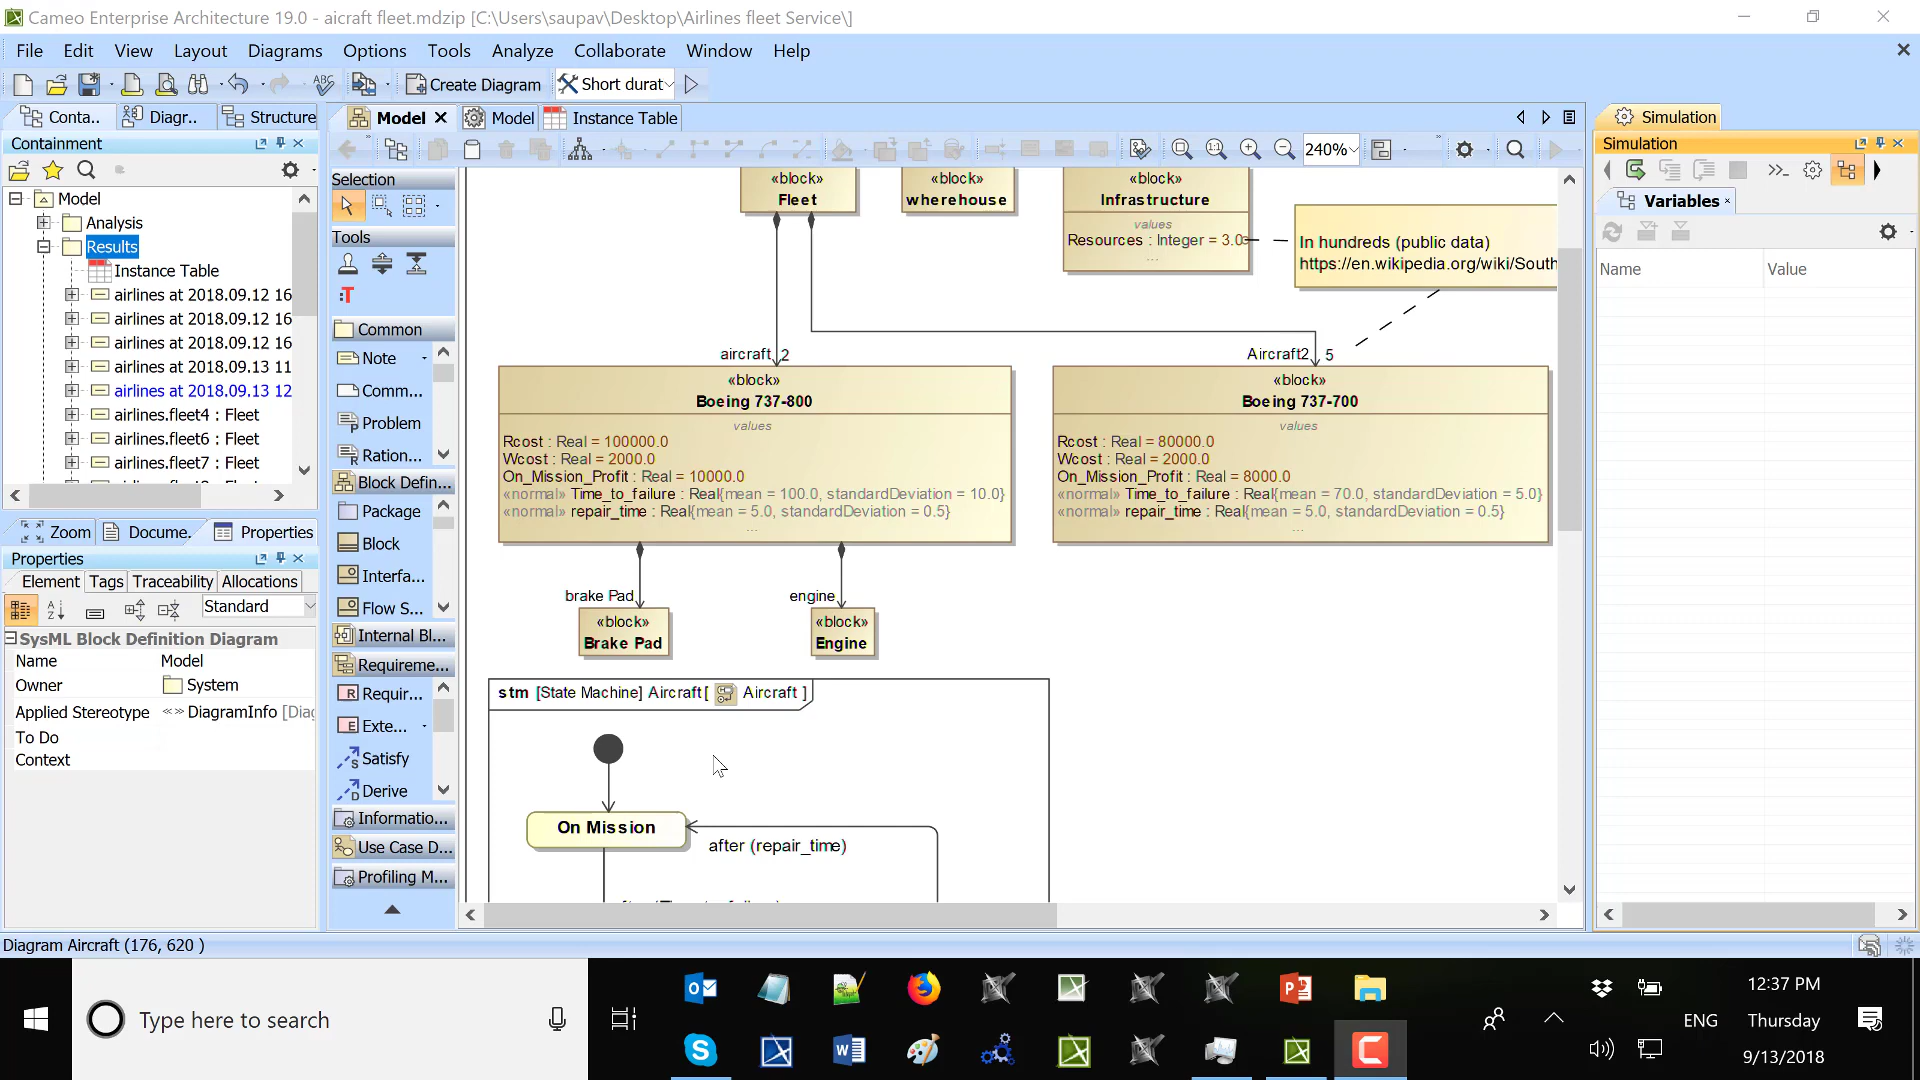 Cameo Enterprise Architecture 19.0 - aicraft fleet.mdzip [C:\Users\saupav\Desktop\Airlines fleet Service\]
File Edit View Layout Diagrams Options Tools Analyze Collaborate Window Help
Create Diagram Short durat
Conta.. Diagr.. Structure
Containment
Model
Analysis
Results
Instance Table
airlines at 2018.09.12 16
airlines at 2018.09.12 16
airlines at 2018.09.12 16
airlines at 2018.09.13 11
airlines at 2018.09.13 12
airlines.fleet4 : Fleet
airlines.fleet6 : Fleet
airlines.fleet7 : Fleet
Zoom Docume. Properties
Properties
Element Tags Traceability Allocations
Standard
SysML Block Definition Diagram
Name Model
Owner System
Applied Stereotype «» DiagramInfo [Diag
To Do
Context
Model Model Instance Table
240%
Selection
Tools
:T
Common
Note
Comm...
Problem
Ration...
Block Defin...
Package
Block
Interfa...
Flow S...
Internal Bl...
Requireme...
Requir...
Exte...
Satisfy
Derive
Informatio...
Use Case D...
Profiling M...
«block»
Fleet
«block»
wherehouse
«block»
Infrastructure
values
Resources : Integer = 3.0
...
In hundreds (public data)
https://en.wikipedia.org/wiki/South
aircraft 2
Aircraft2 5
«block»
Boeing 737-800
values
Rcost : Real = 100000.0
Wcost : Real = 2000.0
On_Mission_Profit : Real = 10000.0
«normal» Time_to_failure : Real{mean = 100.0, standardDeviation = 10.0}
«normal» repair_time : Real{mean = 5.0, standardDeviation = 0.5}
...
«block»
Boeing 737-700
values
Rcost : Real = 80000.0
Wcost : Real = 2000.0
On_Mission_Profit : Real = 8000.0
«normal» Time_to_failure : Real{mean = 70.0, standardDeviation = 5.0}
«normal» repair_time : Real{mean = 5.0, standardDeviation = 0.5}
...
brake Pad
engine
«block»
Brake Pad
«block»
Engine
stm [State Machine] Aircraft[ Aircraft ]
On Mission
after (repair_time)
Simulation
Simulation
Variables
Name Value
Diagram Aircraft (176, 620 )
Type here to search
ENG
12:37 PM
Thursday
9/13/2018